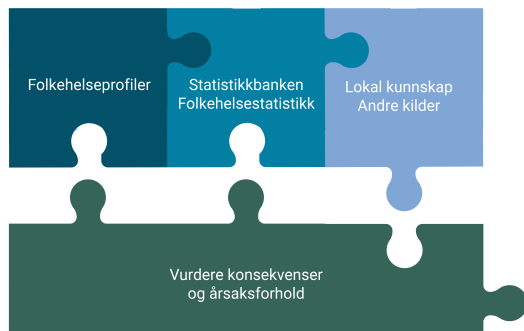 Folkehelseprofiler
Statistikkbanken
Folkehelsestatistikk
Lokal kunnskap
Andre kilder
Vurdere konsekvenser
og årsaksforhold